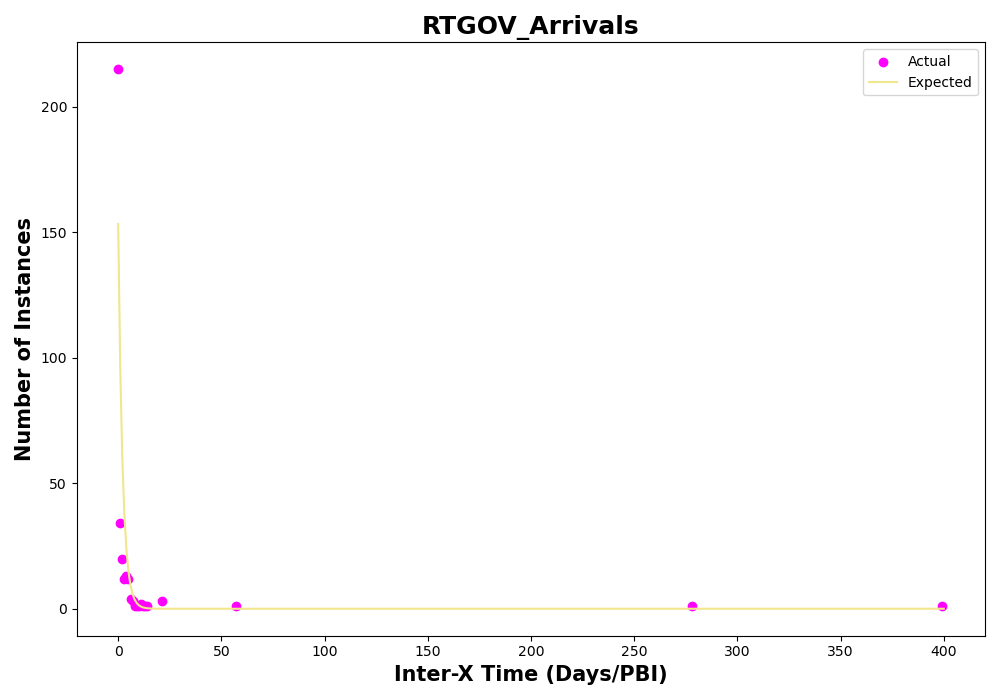 RTGOV_Arrivals
Actual
Expected
Number of Instances
200
150
100
50
0
0 50 100 150 200 250 300 350 400
Inter-X Time (Days/PBI)